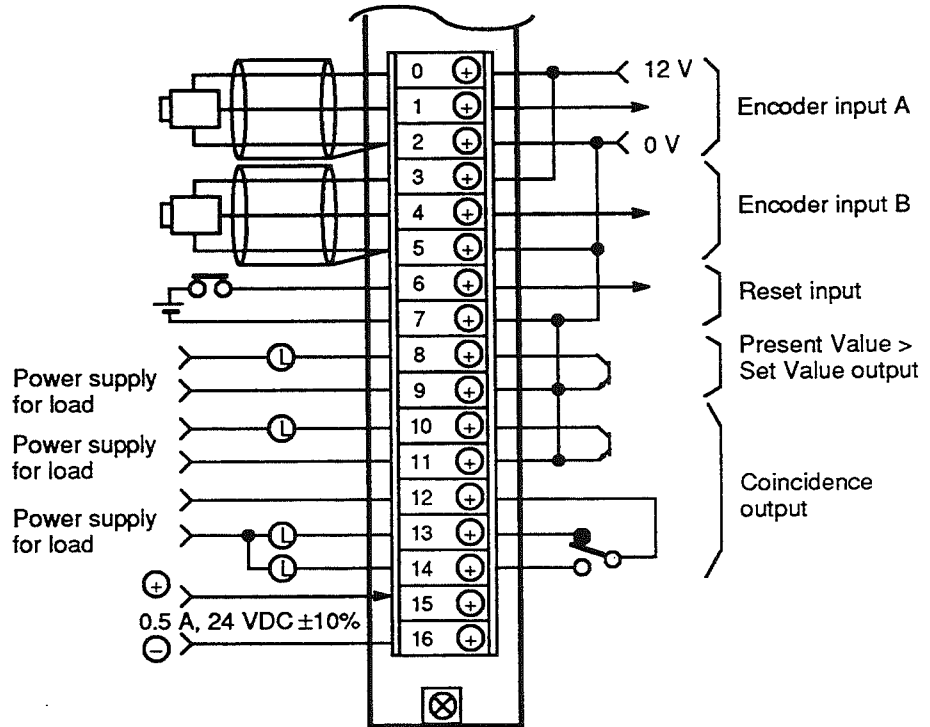 0
12 V
1
Encoder input A
2
0 V
3
4
Encoder input B
5
6
Reset input
7
8
L
Present Value >
Set Value output
Power supply
for load
9
10
L
Power supply
for load
11
12
Coincidence
output
Power supply
for load
13
L
14
L
+
15
0.5 A, 24 VDC ±10%
−
16